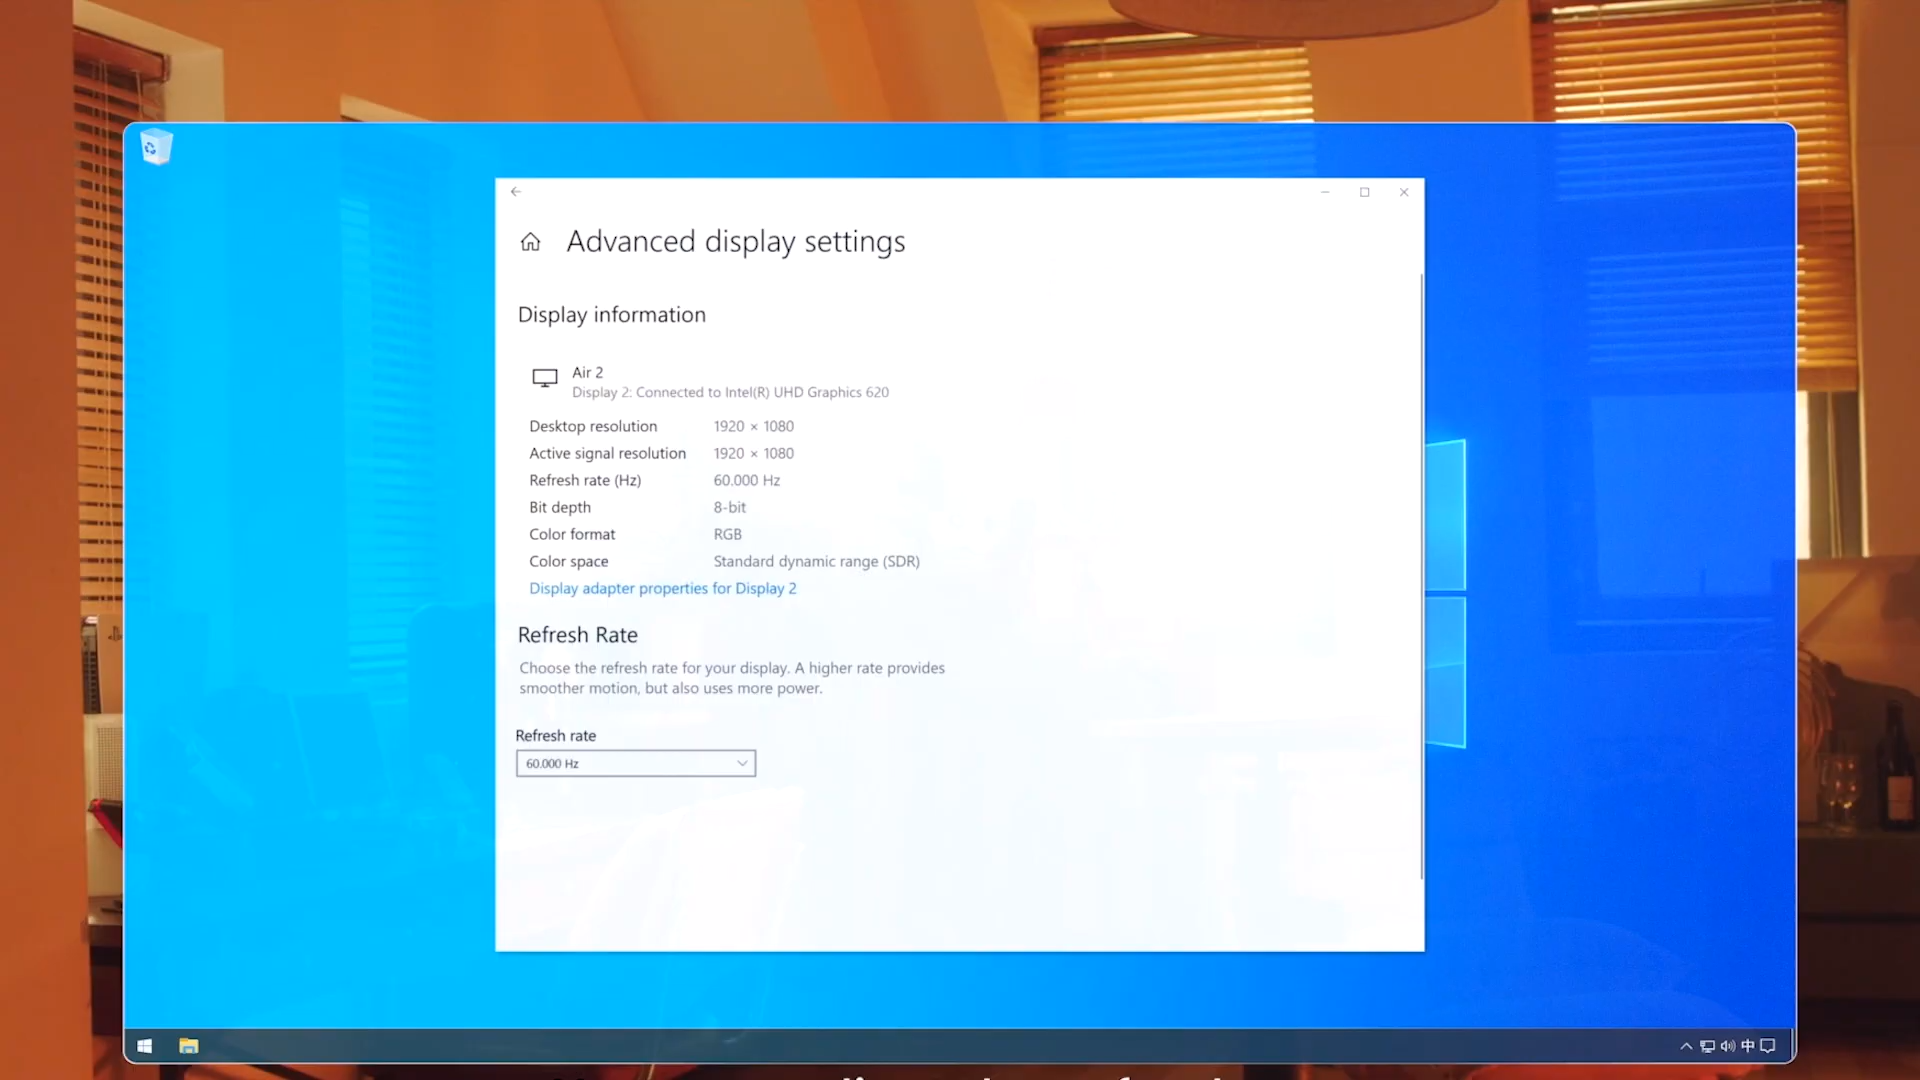 Advanced display settings
Display information
Air 2
Display 2: Connected to Intel(R) UHD Graphics 620
Desktop resolution 1920 × 1080
Active signal resolution 1920 × 1080
Refresh rate (Hz) 60.000 Hz
Bit depth 8-bit
Color format RGB
Color space Standard dynamic range (SDR)
Display adapter properties for Display 2
Refresh Rate
Choose the refresh rate for your display. A higher rate provides
smoother motion, but also uses more power.
Refresh rate
60.000 Hz
中